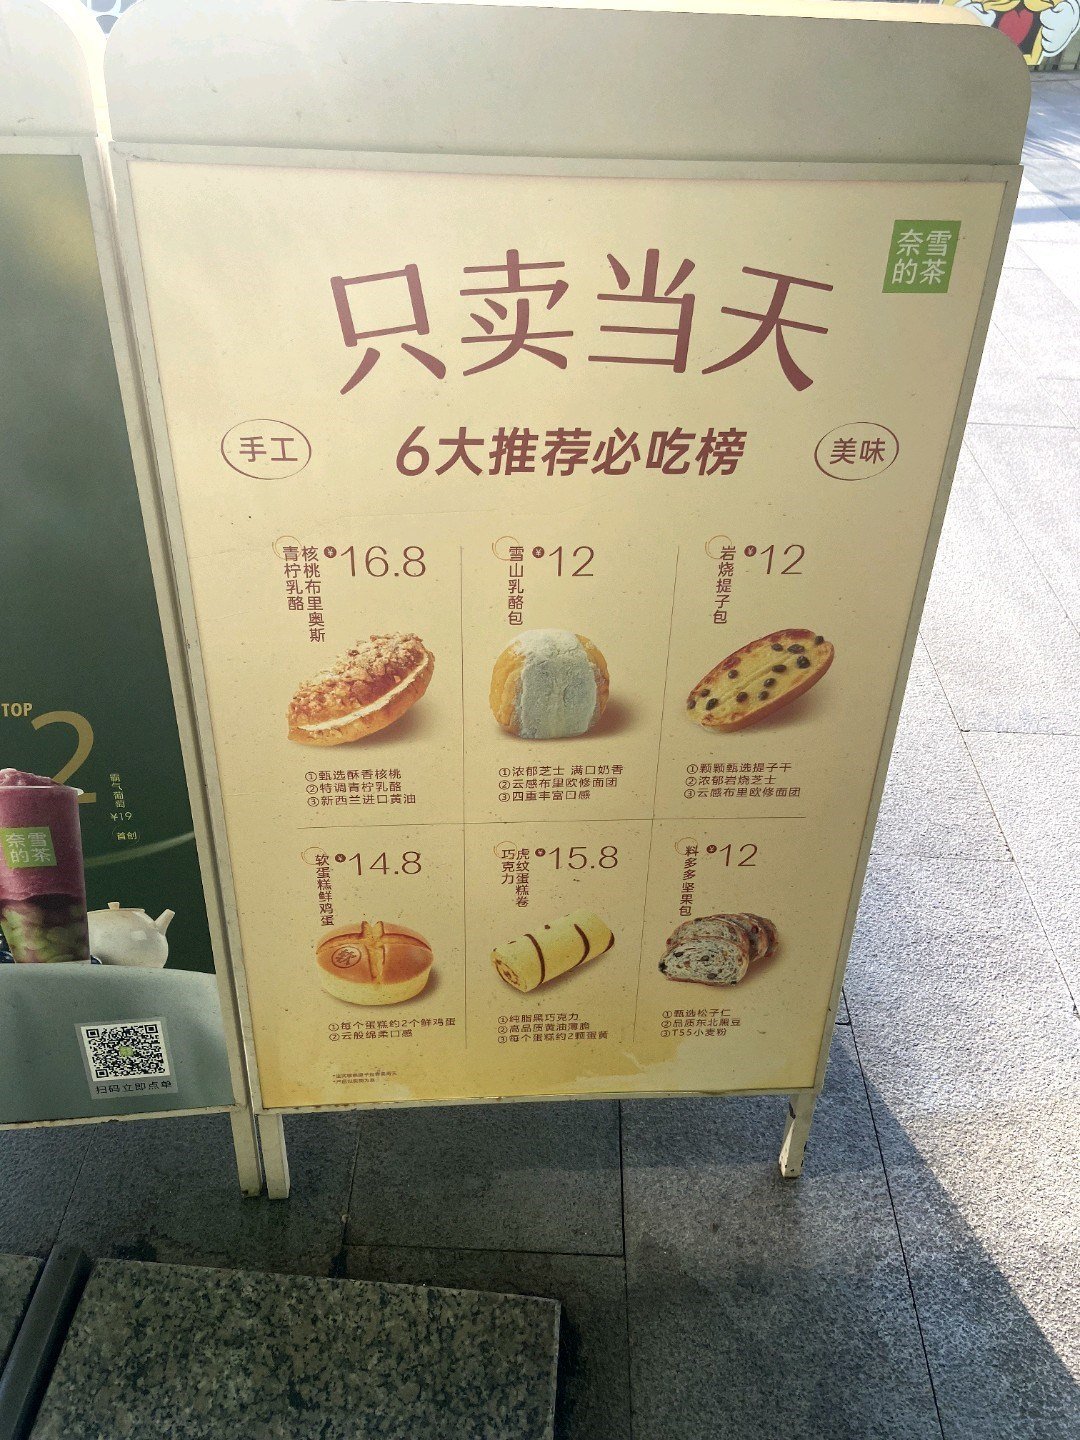 奈雪
的茶
只卖当天
手工
6大推荐必吃榜
美味
核桃布里奥斯
青柠乳酪
¥16.8
①甄选酥香核桃
②特调青柠乳酪
③新西兰进口黄油
雪山乳酪包
¥12
①浓郁芝士 满口奶香
②云感布里欧修面团
③四重丰富口感
岩烧提子包
¥12
①颗颗甄选提子干
②浓郁岩烧芝士
③云感布里欧修面团
软蛋糕鲜鸡蛋
¥14.8
①每个蛋糕约2个鲜鸡蛋
②云般绵柔口感
虎纹蛋糕卷
巧克力
¥15.8
①纯脂黑巧克力
②高品质黄油薄脆
③每个蛋糕约2颗蛋黄
料多多坚果包
¥12
①甄选松子仁
②品质东北黑豆
③T55小麦粉
TOP
2
霸气葡萄
¥19
首创
奈雪
的茶
扫码立即点单